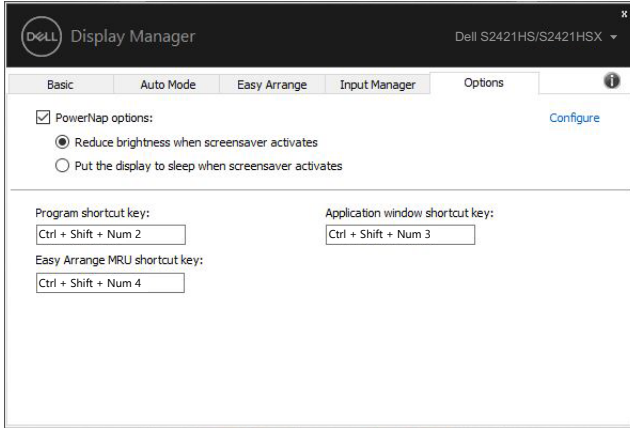 x
DELL Display Manager Dell S2421HS/S2421HSX
Basic Auto Mode Easy Arrange Input Manager Options i
PowerNap options: Configure
Reduce brightness when screensaver activates
Put the display to sleep when screensaver activates
Program shortcut key: Application window shortcut key:
Ctrl + Shift + Num 2 Ctrl + Shift + Num 3
Easy Arrange MRU shortcut key:
Ctrl + Shift + Num 4